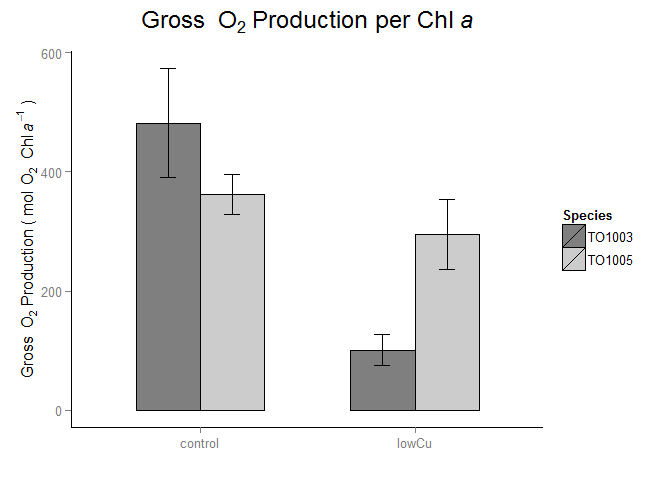 Gross O₂ Production per Chl a
Gross O₂ Production ( mol O₂ Chl a⁻¹ )
600
400
200
0
control
lowCu
Species
TO1003
TO1005